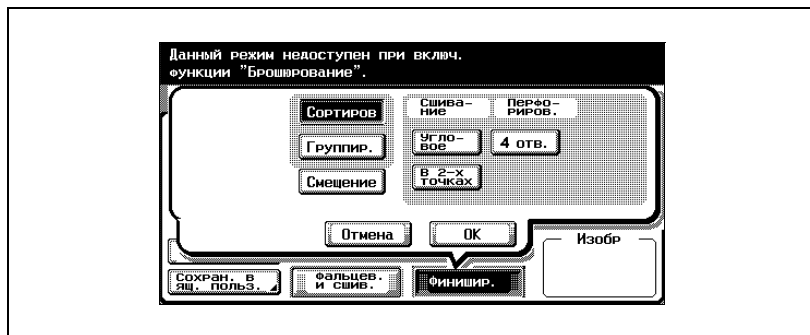 Данный режим недоступен при включ.
функции "Брошюрование".
Сортиров
Группир.
Смещение
Сшива-
ние
Перфо-
риров.
Угло-
вое
4 отв.
В 2-х
точках
Отмена
OK
Изобр
Сохран. в
ящ. польз.
Фальцев.
и сшив.
Финишир.